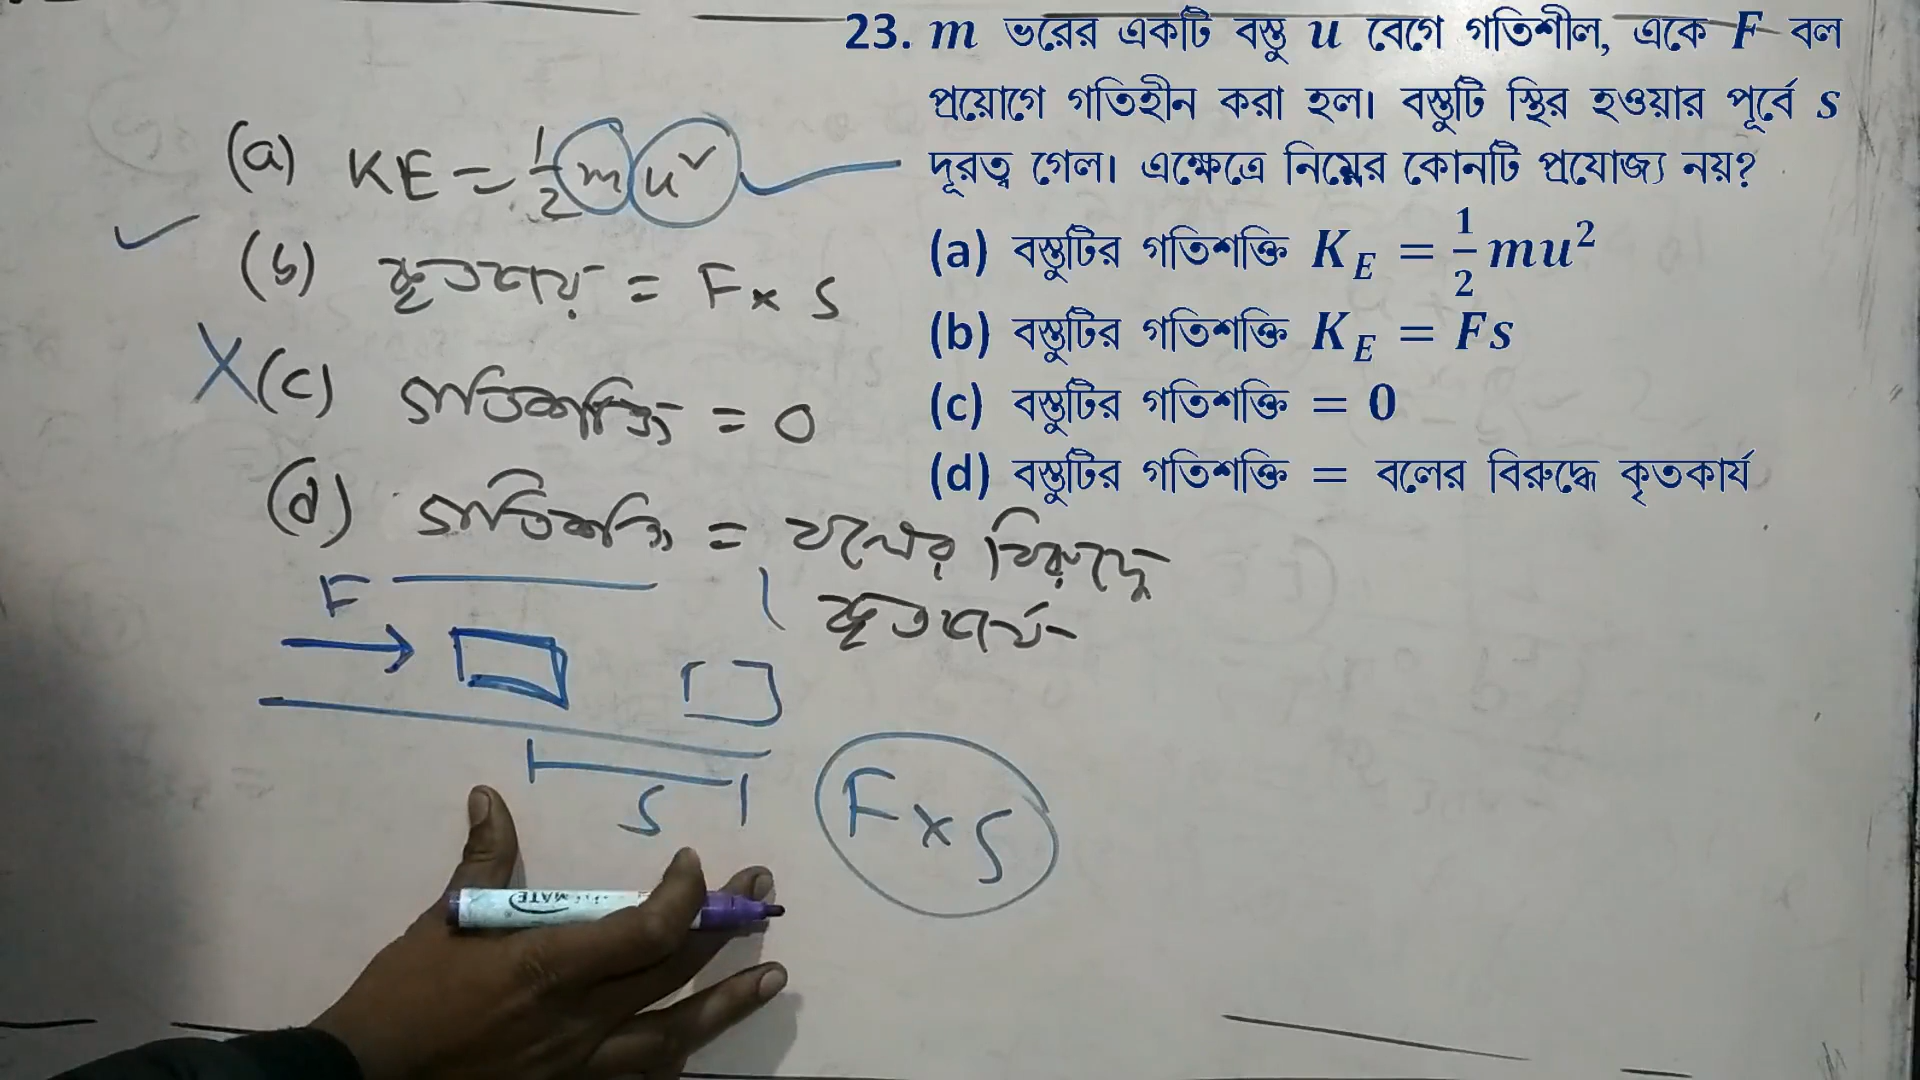 23. m ভরের একটি বস্তু u বেগে গতিশীল, একে F বল
প্রয়োগে গতিহীন করা হল। বস্তুটি স্থির হওয়ার পূর্বে s
দূরত্ব গেল। এক্ষেত্রে নিম্নের কোনটি প্রযোজ্য নয়?
(a) বস্তুটির গতিশক্তি K_E = 1/2 mu²
(b) বস্তুটির গতিশক্তি K_E = Fs
(c) বস্তুটির গতিশক্তি = 0
(d) বস্তুটির গতিশক্তি = বলের বিরুদ্ধে কৃতকার্য
(a) KE = 1/2 mu²
(b) কৃতকায = F × S
(c) গতিশক্তি = 0
(d) গতিশক্তি = বলের বিরুদ্ধে
কৃতকার্য
F
S
F × S
MATE